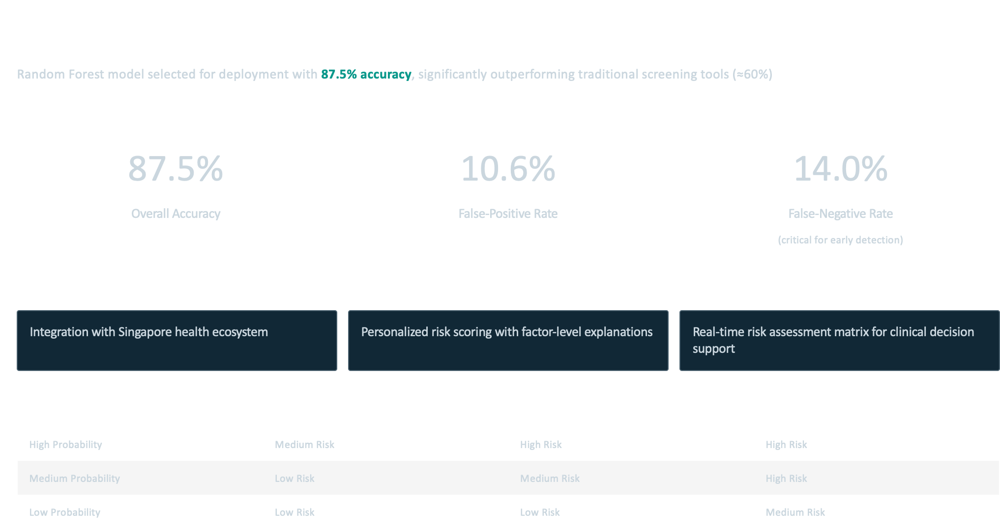 Random Forest model selected for deployment with 87.5% accuracy, significantly outperforming traditional screening tools (≈60%)
87.5%
Overall Accuracy
10.6%
False-Positive Rate
14.0%
False-Negative Rate
(critical for early detection)
Integration with Singapore health ecosystem
Personalized risk scoring with factor-level explanations
Real-time risk assessment matrix for clinical decision
support
High Probability Medium Risk High Risk High Risk
Medium Probability Low Risk Medium Risk High Risk
Low Probability Low Risk Low Risk Medium Risk